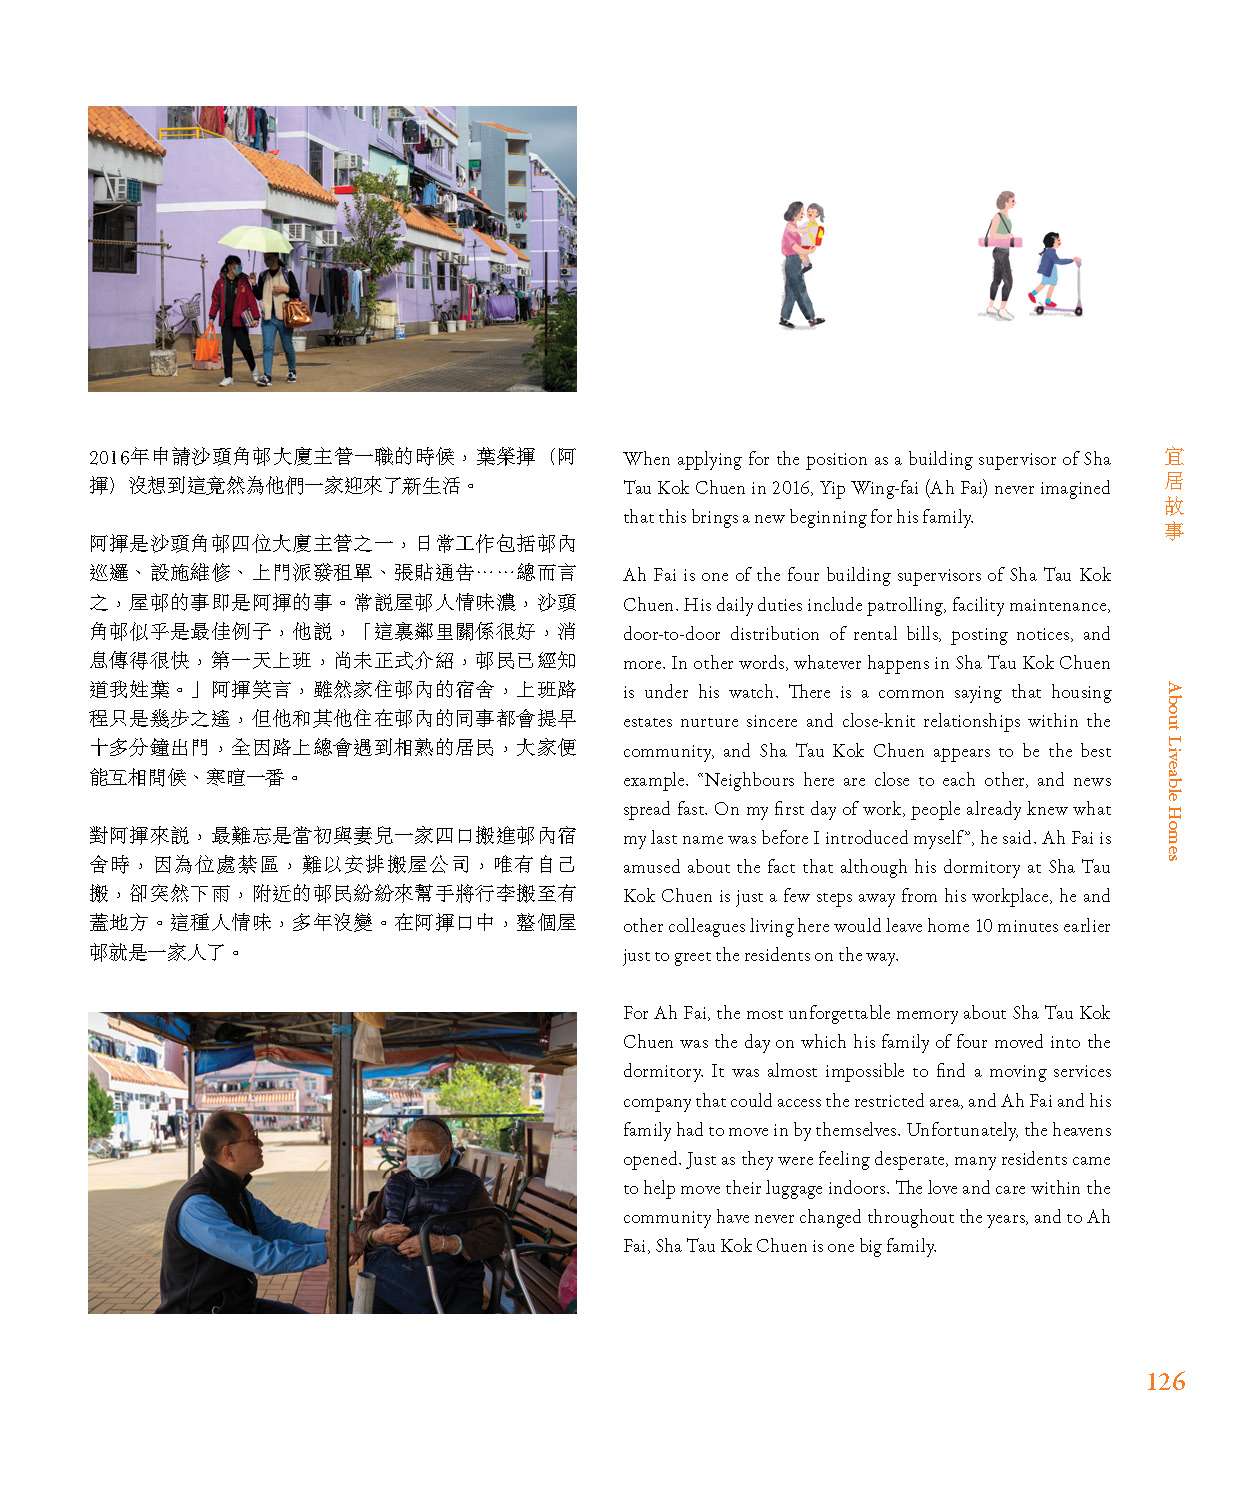 2016年申請沙頭角邨大廈主管一職的時候，葉榮揮（阿
揮）沒想到這竟然為他們一家迎來了新生活。
阿揮是沙頭角邨四位大廈主管之一，日常工作包括邨內
巡邏、設施維修、上門派發租單、張貼通告⋯⋯總而言
之，屋邨的事即是阿揮的事。常說屋邨人情味濃，沙頭
角邨似乎是最佳例子，他說，「這裏鄰里關係很好，消
息傳得很快，第一天上班，尚未正式介紹，邨民已經知
道我姓葉。」阿揮笑言，雖然家住邨內的宿舍，上班路
程只是幾步之遙，但他和其他住在邨內的同事都會提早
十多分鐘出門，全因路上總會遇到相熟的居民，大家便
能互相問候、寒暄一番。
對阿揮來說，最難忘是當初與妻兒一家四口搬進邨內宿
舍時，因為位處禁區，難以安排搬屋公司，唯有自己
搬，卻突然下雨，附近的邨民紛紛來幫手將行李搬至有
蓋地方。這種人情味，多年沒變。在阿揮口中，整個屋
邨就是一家人了。
When applying for the position as a building supervisor of Sha
Tau Kok Chuen in 2016, Yip Wing-fai (Ah Fai) never imagined
that this brings a new beginning for his family.
Ah Fai is one of the four building supervisors of Sha Tau Kok
Chuen. His daily duties include patrolling, facility maintenance,
door-to-door distribution of rental bills, posting notices, and
more. In other words, whatever happens in Sha Tau Kok Chuen
is under his watch. There is a common saying that housing
estates nurture sincere and close-knit relationships within the
community, and Sha Tau Kok Chuen appears to be the best
example. “Neighbours here are close to each other, and news
spread fast. On my first day of work, people already knew what
my last name was before I introduced myself”, he said. Ah Fai is
amused about the fact that although his dormitory at Sha Tau
Kok Chuen is just a few steps away from his workplace, he and
other colleagues living here would leave home 10 minutes earlier
just to greet the residents on the way.
For Ah Fai, the most unforgettable memory about Sha Tau Kok
Chuen was the day on which his family of four moved into the
dormitory. It was almost impossible to find a moving services
company that could access the restricted area, and Ah Fai and his
family had to move in by themselves. Unfortunately, the heavens
opened. Just as they were feeling desperate, many residents came
to help move their luggage indoors. The love and care within the
community have never changed throughout the years, and to Ah
Fai, Sha Tau Kok Chuen is one big family.
宜居故事
About Liveable Homes
126